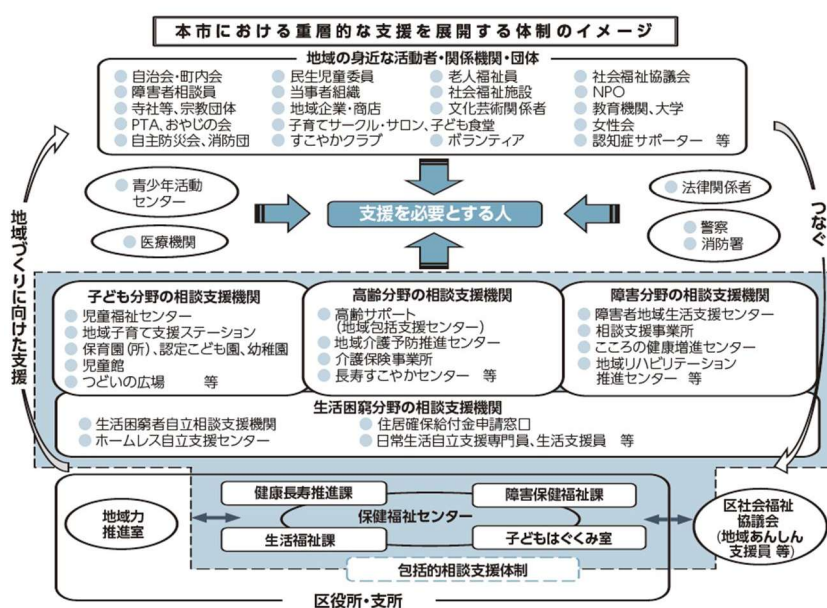 本市における重層的な支援を展開する体制のイメージ
地域の身近な活動者・関係機関・団体
自治会・町内会
民生児童委員
老人福祉員
社会福祉協議会
障害者相談員
当事者組織
社会福祉施設
NPO
寺社等、宗教団体
地域企業・商店
文化芸術関係者
教育機関、大学
PTA、おやじの会
子育てサークル・サロン、子ども食堂
女性会
自主防災会、消防団
すこやかクラブ
ボランティア
認知症サポーター 等
青少年活動
センター
医療機関
支援を必要とする人
法律関係者
警察
消防署
地域づくりに向けた支援
つなぐ
子ども分野の相談支援機関
児童福祉センター
地域子育て支援ステーション
保育園(所)、認定こども園、幼稚園
児童館
つどいの広場 等
高齢分野の相談支援機関
高齢サポート
(地域包括支援センター)
地域介護予防推進センター
介護保険事業所
長寿すこやかセンター 等
障害分野の相談支援機関
障害者地域生活支援センター
相談支援事業所
こころの健康増進センター
地域リハビリテーション
推進センター 等
生活困窮分野の相談支援機関
生活困窮者自立相談支援機関
住居確保給付金申請窓口
ホームレス自立支援センター
日常生活自立支援専門員、生活支援員 等
地域力
推進室
健康長寿推進課
障害保健福祉課
保健福祉センター
生活福祉課
子どもはぐくみ室
包括的相談支援体制
区役所・支所
区社会福祉
協議会
(地域あんしん
支援員 等)